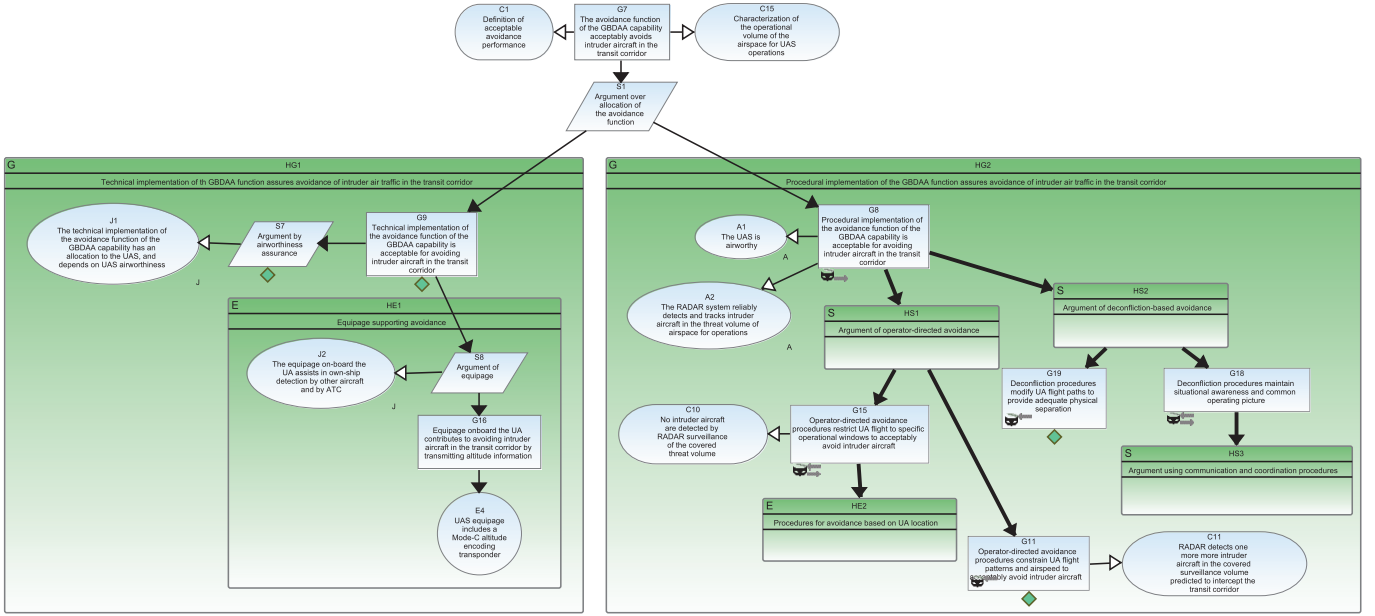 C1
Definition of
acceptable
avoidance
performance
G7
The avoidance function
of the GBDAA capability
acceptably avoids
intruder aircraft in the
transit corridor
C15
Characterization of
the operational
volume of the
airspace for UAS
operations
S1
Argument over
allocation of
the avoidance
function
G
HG1
Technical implementation of th GBDAA function assures avoidance of intruder air traffic in the transit corridor
J1
The technical implementation of
the avoidance function of the
GBDAA capability has an
allocation to the UAS, and
depends on UAS airworthiness
J
S7
Argument by
airworthiness
assurance
G9
Technical implementation of
the avoidance function of the
GBDAA capability is
acceptable for avoiding
intruder aircraft in the transit
corridor
E
HE1
Equipage supporting avoidance
J2
The equipage on-board the
UA assists in own-ship
detection by other aircraft
and by ATC
J
S8
Argument of
equipage
G16
Equipage onboard the UA
contributes to avoiding intruder
aircraft in the transit corridor by
transmitting altitude information
E4
UAS equipage
includes a
Mode-C altitude
encoding
transponder
G
HG2
Procedural implementation of the GBDAA function assures avoidance of intruder air traffic in the transit corridor
A1
The UAS is
airworthy
A
G8
Procedural implementation of
the avoidance function of the
GBDAA capability is
acceptable for avoiding
intruder aircraft in the transit
corridor
A2
The RADAR system reliably
detects and tracks intruder
aircraft in the threat volume of
airspace for operations
A
S
HS1
Argument of operator-directed avoidance
S
HS2
Argument of deconfliction-based avoidance
G19
Deconfliction procedures
modify UA flight paths to
provide adequate physical
separation
G18
Deconfliction procedures maintain
situational awareness and common
operating picture
C10
No intruder aircraft
are detected by
RADAR surveillance
of the covered
threat volume
G15
Operator-directed avoidance
procedures restrict UA flight to specific
operational windows to acceptably
avoid intruder aircraft
S
HS3
Argument using communication and coordination procedures
E
HE2
Procedures for avoidance based on UA location
G11
Operator-directed avoidance
procedures constrain UA flight
patterns and airspeed to
acceptably avoid intruder aircraft
C11
RADAR detects one
more more intruder
aircraft in the covered
surveillance volume
predicted to intercept the
transit corridor